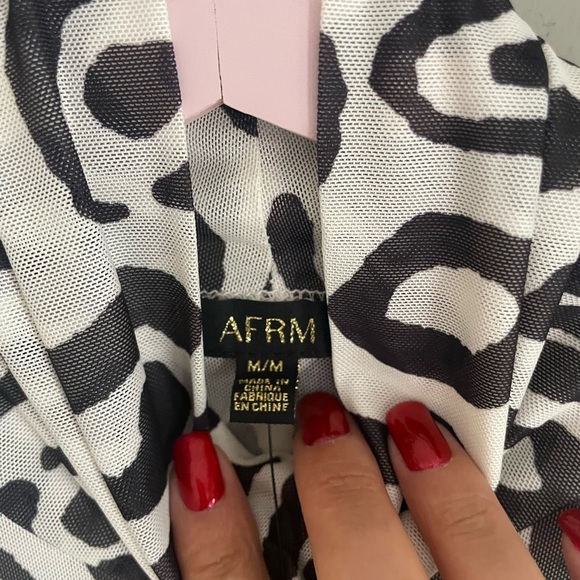 AFRM
M/M
MADE IN
CHINA
FABRIQUE
EN CHINE